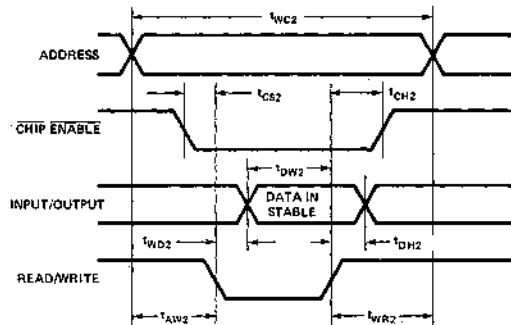 tWC2
ADDRESS
tCS2
tCH2
CHIP ENABLE
tDW2
INPUT/OUTPUT
DATA IN
STABLE
tWD2
tDH2
READ/WRITE
tAW2
tWR2